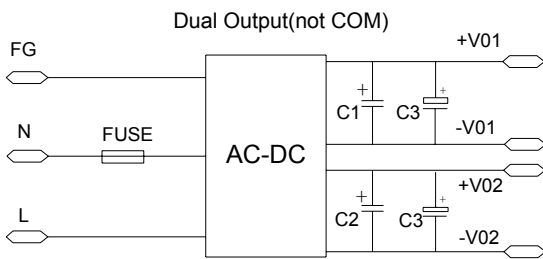 Dual Output(not COM)
FG
+V01
+
+
C1
C3
N
FUSE
AC-DC
-V01
+V02
+
+
C2
C3
L
-V02